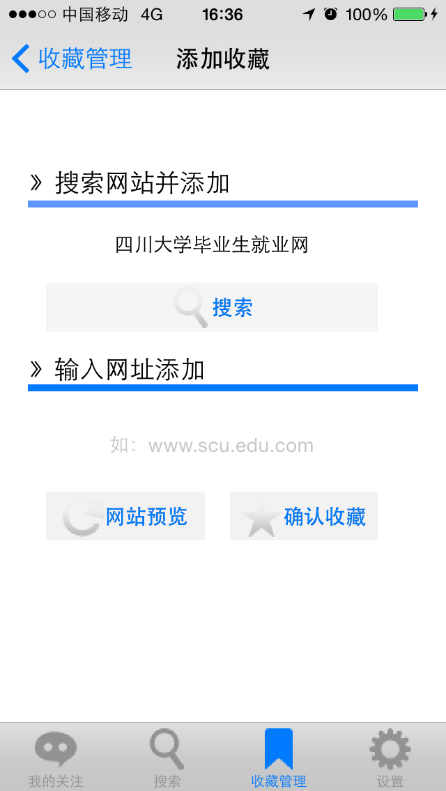 中国移动 4G 16:36 100%
收藏管理 添加收藏
》 搜索网站并添加
四川大学毕业生就业网
搜索
》 输入网址添加
如：www.scu.edu.com
网站预览 确认收藏
我的关注 搜索 收藏管理 设置